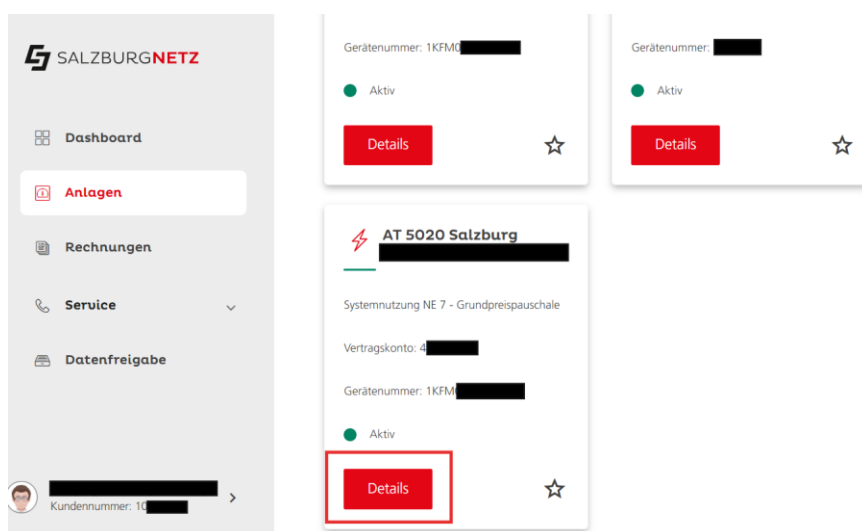 SALZBURGNETZ
Dashboard
Anlagen
Rechnungen
Service
Datenfreigabe
Kundennummer: 10
Gerätenummer: 1KFM0
Aktiv
Details
Gerätenummer:
Aktiv
Details
AT 5020 Salzburg
Systemnutzung NE 7 - Grundpreispauschale
Vertragskonto: 4
Gerätenummer: 1KFM
Aktiv
Details